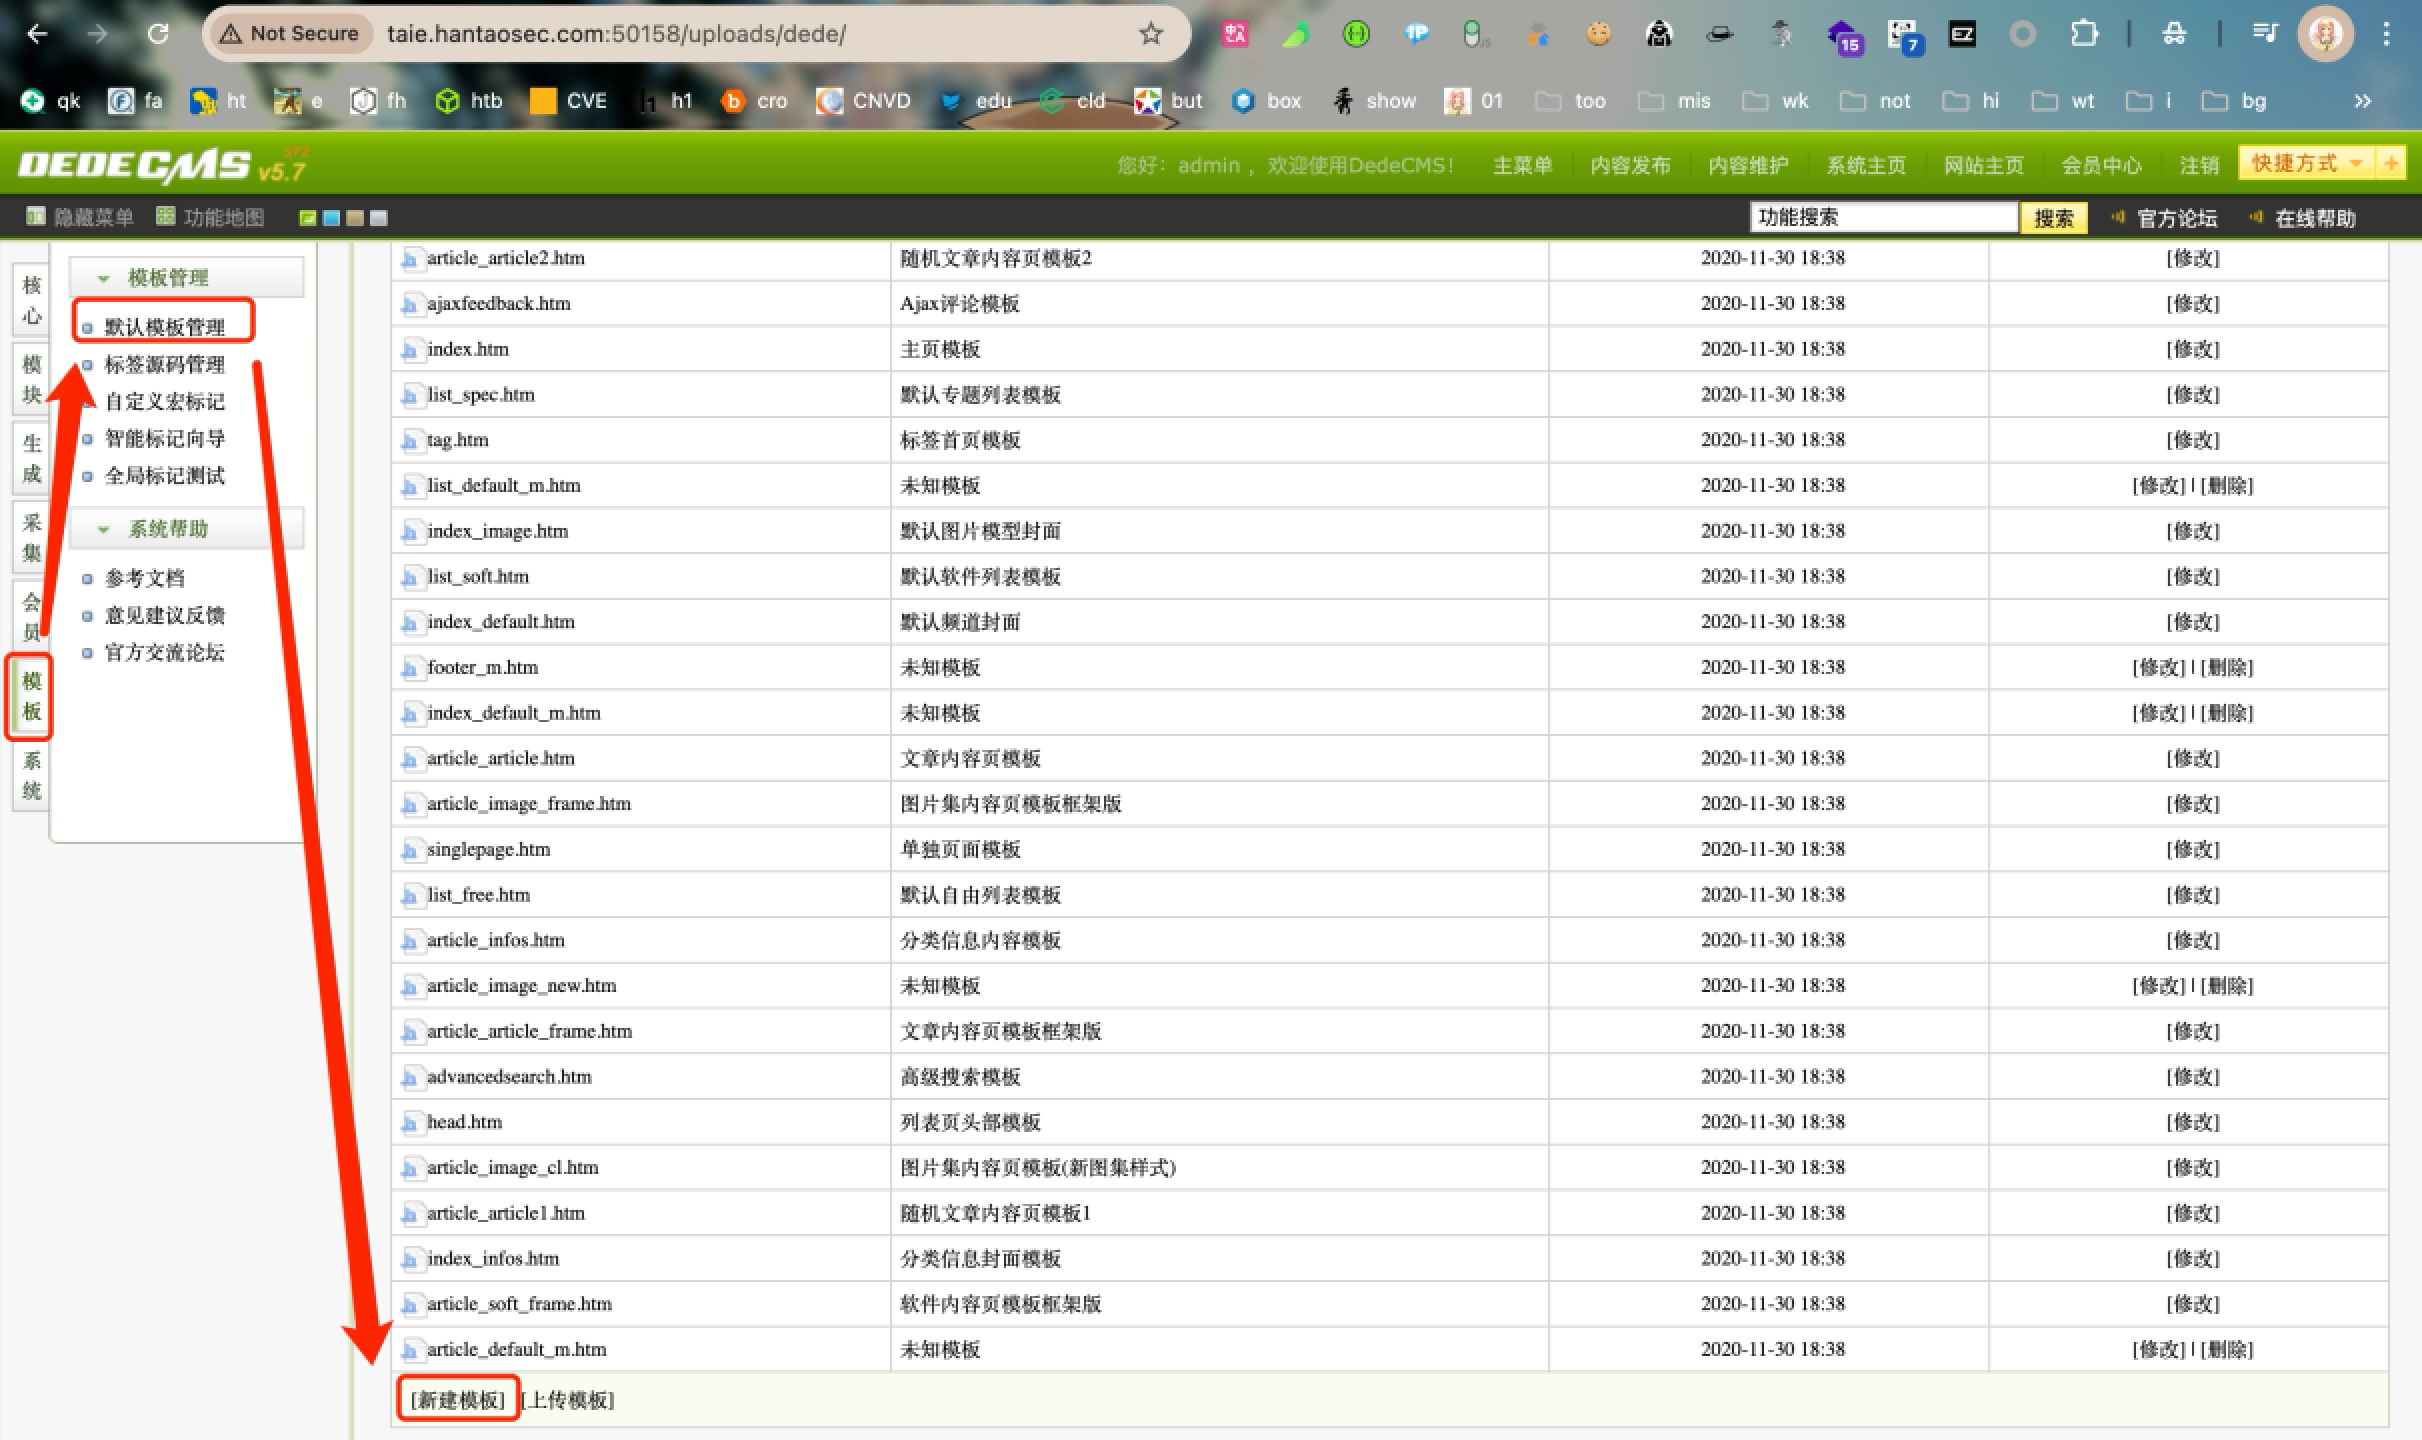 Not Secure taie.hantaosec.com:50158/uploads/dede/ 15 7 EZ
qk fa ht e fh htb CVE h1 cro CNVD edu cld but box show 01 too mis wk not hi wt i bg »
DEDECMS v5.7 SP2 您好：admin ，欢迎使用DedeCMS！ 主菜单 内容发布 内容维护 系统主页 网站主页 会员中心 注销 快捷方式 +
隐藏菜单 功能地图 功能搜索 搜索 官方论坛 在线帮助
核心
模块
生成
采集
会员
模板
系统
模板管理
默认模板管理
标签源码管理
自定义宏标记
智能标记向导
全局标记测试
系统帮助
参考文档
意见建议反馈
官方交流论坛
article_article2.htm 随机文章内容页模板2 2020-11-30 18:38 [修改]
ajaxfeedback.htm Ajax评论模板 2020-11-30 18:38 [修改]
index.htm 主页模板 2020-11-30 18:38 [修改]
list_spec.htm 默认专题列表模板 2020-11-30 18:38 [修改]
tag.htm 标签首页模板 2020-11-30 18:38 [修改]
list_default_m.htm 未知模板 2020-11-30 18:38 [修改] | [删除]
index_image.htm 默认图片模型封面 2020-11-30 18:38 [修改]
list_soft.htm 默认软件列表模板 2020-11-30 18:38 [修改]
index_default.htm 默认频道封面 2020-11-30 18:38 [修改]
footer_m.htm 未知模板 2020-11-30 18:38 [修改] | [删除]
index_default_m.htm 未知模板 2020-11-30 18:38 [修改] | [删除]
article_article.htm 文章内容页模板 2020-11-30 18:38 [修改]
article_image_frame.htm 图片集内容页模板框架版 2020-11-30 18:38 [修改]
singlepage.htm 单独页面模板 2020-11-30 18:38 [修改]
list_free.htm 默认自由列表模板 2020-11-30 18:38 [修改]
article_infos.htm 分类信息内容模板 2020-11-30 18:38 [修改]
article_image_new.htm 未知模板 2020-11-30 18:38 [修改] | [删除]
article_article_frame.htm 文章内容页模板框架版 2020-11-30 18:38 [修改]
advancedsearch.htm 高级搜索模板 2020-11-30 18:38 [修改]
head.htm 列表页头部模板 2020-11-30 18:38 [修改]
article_image_cl.htm 图片集内容页模板(新图集样式) 2020-11-30 18:38 [修改]
article_article1.htm 随机文章内容页模板1 2020-11-30 18:38 [修改]
index_infos.htm 分类信息封面模板 2020-11-30 18:38 [修改]
article_soft_frame.htm 软件内容页模板框架版 2020-11-30 18:38 [修改]
article_default_m.htm 未知模板 2020-11-30 18:38 [修改] | [删除]
[新建模板] [上传模板]